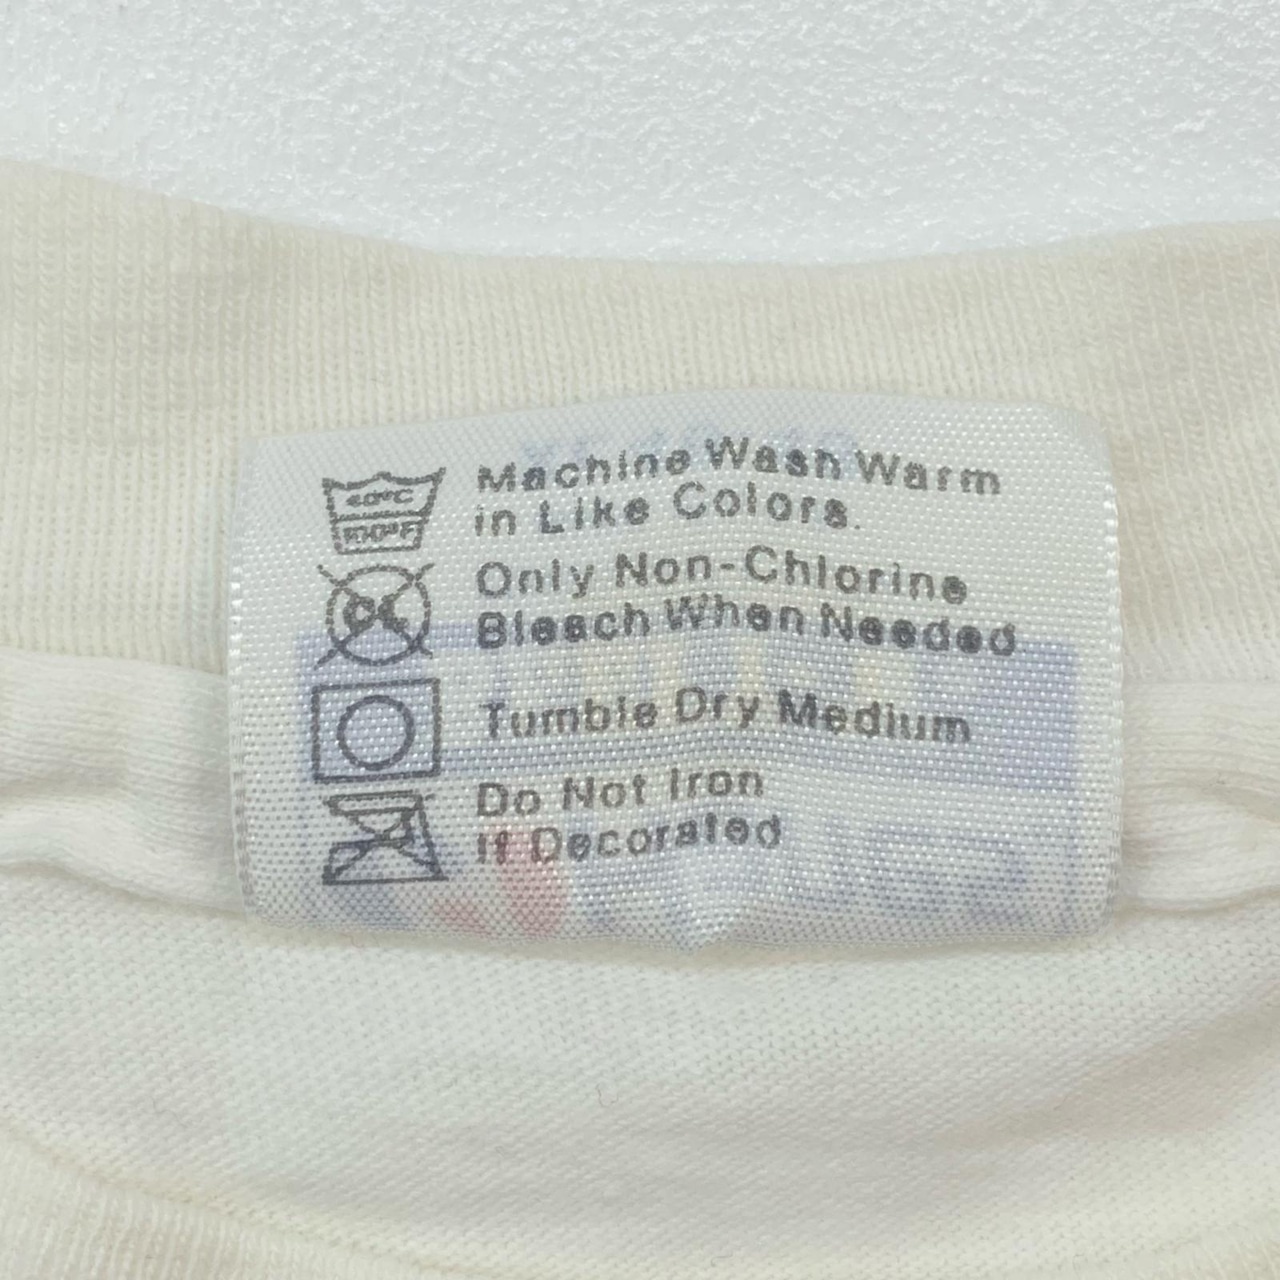 Machine Wash Warm
in Like Colors.
Only Non-Chlorine
Bleach When Needed
Tumble Dry Medium
Do Not Iron
If Decorated
40°C
100°F
CL